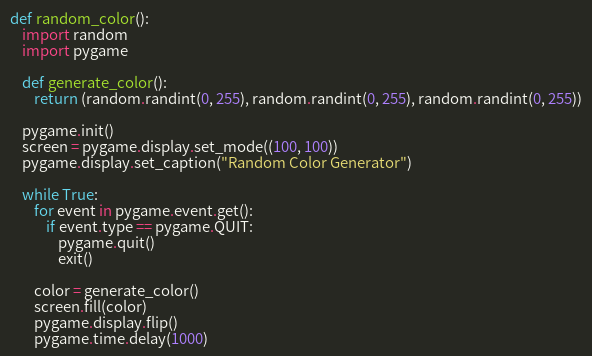 def random_color():
    import random
    import pygame

    def generate_color():
        return (random.randint(0, 255), random.randint(0, 255), random.randint(0, 255))

    pygame.init()
    screen = pygame.display.set_mode((100, 100))
    pygame.display.set_caption("Random Color Generator")

    while True:
        for event in pygame.event.get():
            if event.type == pygame.QUIT:
                pygame.quit()
                exit()

        color = generate_color()
        screen.fill(color)
        pygame.display.flip()
        pygame.time.delay(1000)